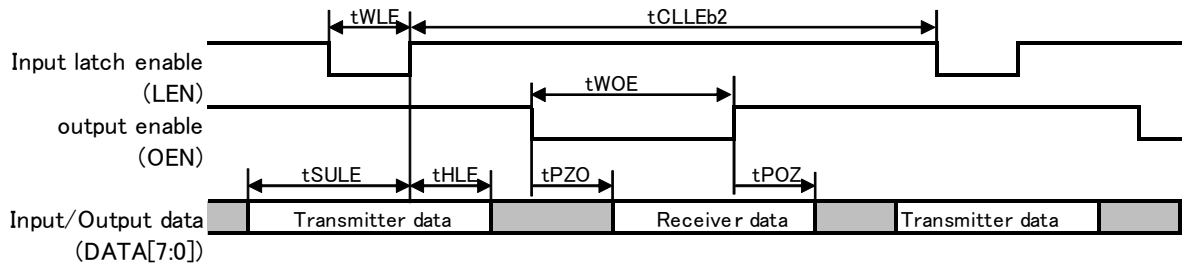 tWLE
tCLLEb2
Input latch enable
(LEN)
tWOE
output enable
(OEN)
tSULE
tHLE
tPZO
tPOZ
Input/Output data
(DATA[7:0])
Transmitter data
Receiver data
Transmitter data